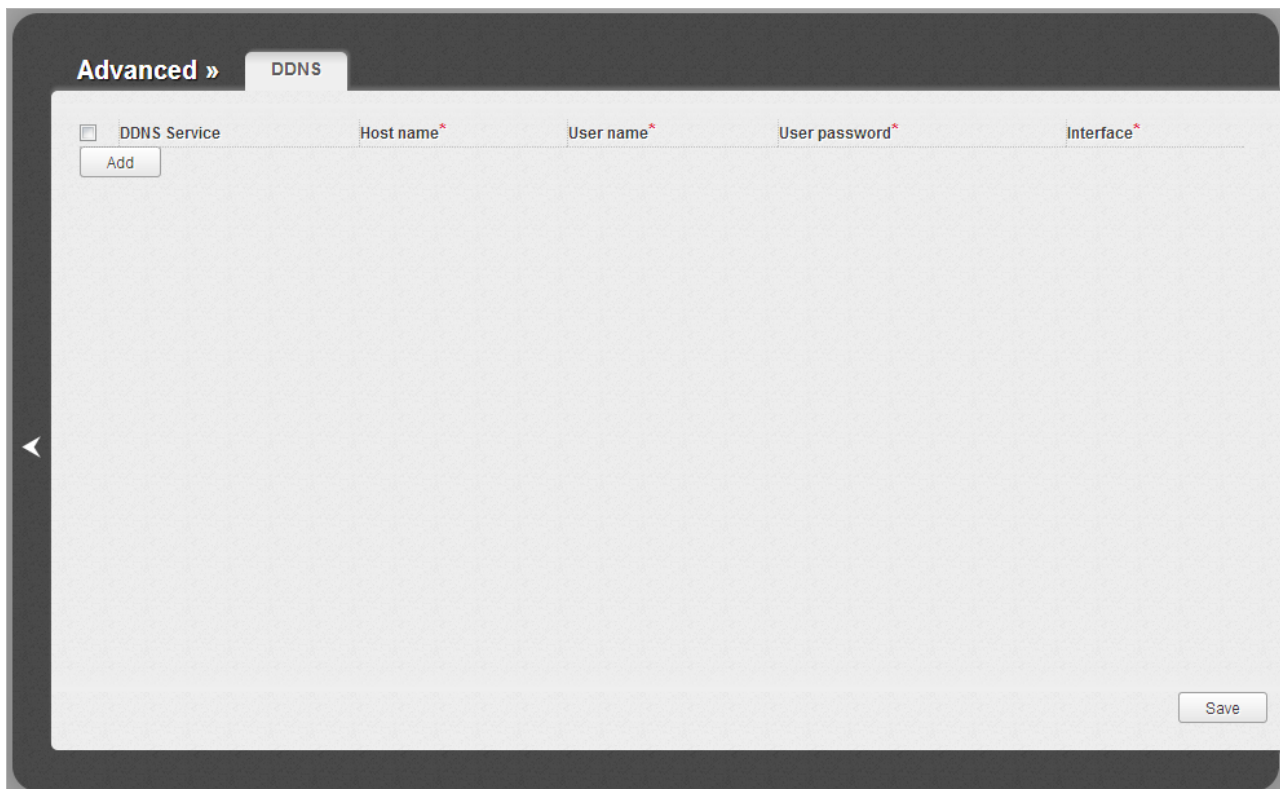 Advanced » DDNS
DDNS Service Host name* User name* User password* Interface*
Add
Save